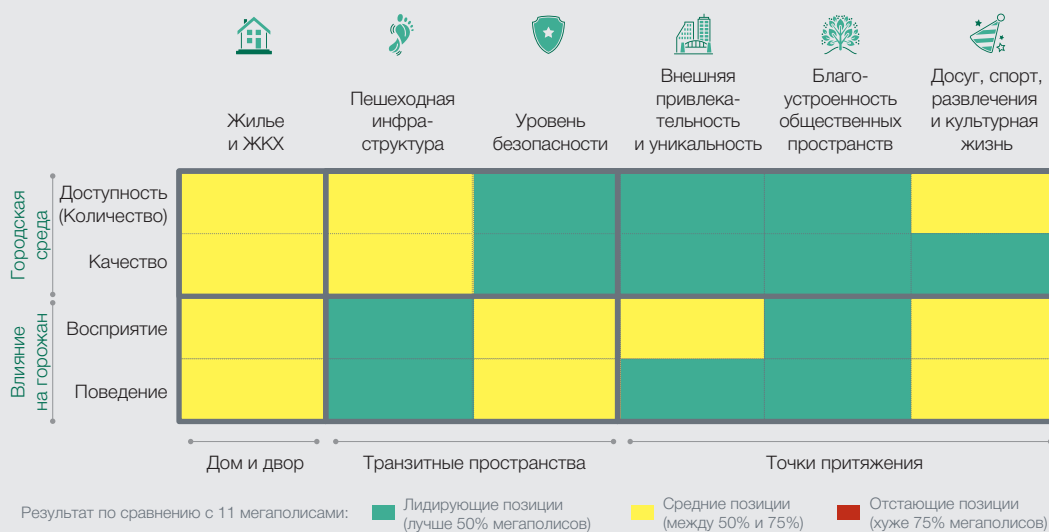 Жилье
и ЖКХ
Пешеходная
инфра-
структура
Уровень
безопасности
Внешняя
привлека-
тельность
и уникальность
Благо-
устроенность
общественных
пространств
Досуг, спорт,
развлечения
и культурная
жизнь
Городская
среда
Доступность
(Количество)
Качество
Влияние
на горожан
Восприятие
Поведение
Дом и двор
Транзитные пространства
Точки притяжения
Результат по сравнению с 11 мегаполисами:
Лидирующие позиции
(лучше 50% мегаполисов)
Средние позиции
(между 50% и 75%)
Отстающие позиции
(хуже 75% мегаполисов)